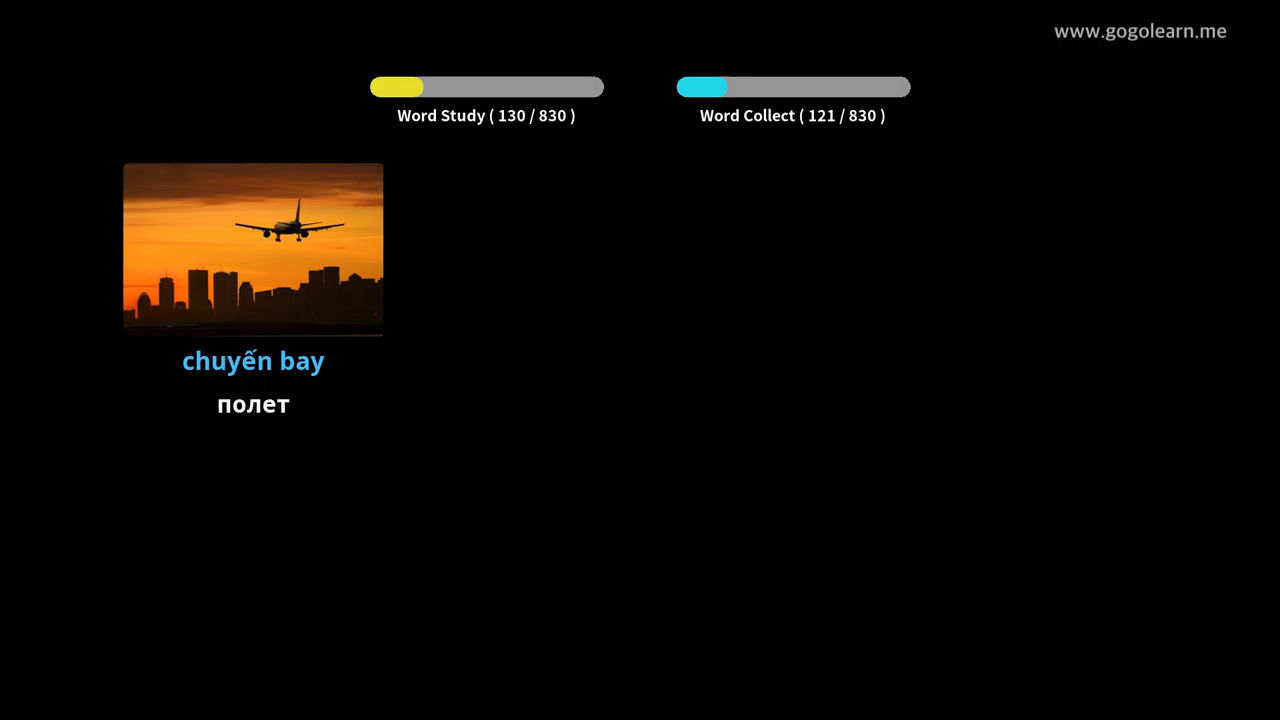 www.gogolearn.me
Word Study ( 130 / 830 )
Word Collect ( 121 / 830 )
chuyến bay
полет